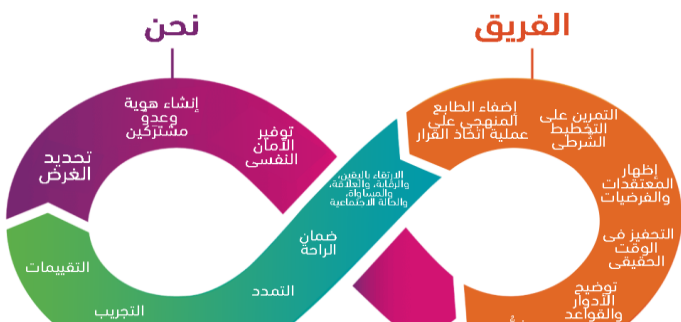 نحن
الفريق
إنشاء هوية
وعدوٍّ
مشتركين
توفير
الأمان
النفسي
تحديد
الغرض
إضفاء الطابع
المنهجي على
عملية اتخاذ القرار
التمرين على
التخطيط
الشرطي
إظهار
المعتقدات
والفرضيات
التحفيز في
الوقت
الحقيقي
توضيح
الأدوار
والقواعد
الارتقاء باليقين،
والرقابة، والعلاقة،
والمساواة،
والحالة الاجتماعية
ضمان
الراحة
التمدد
التجريب
التقييمات